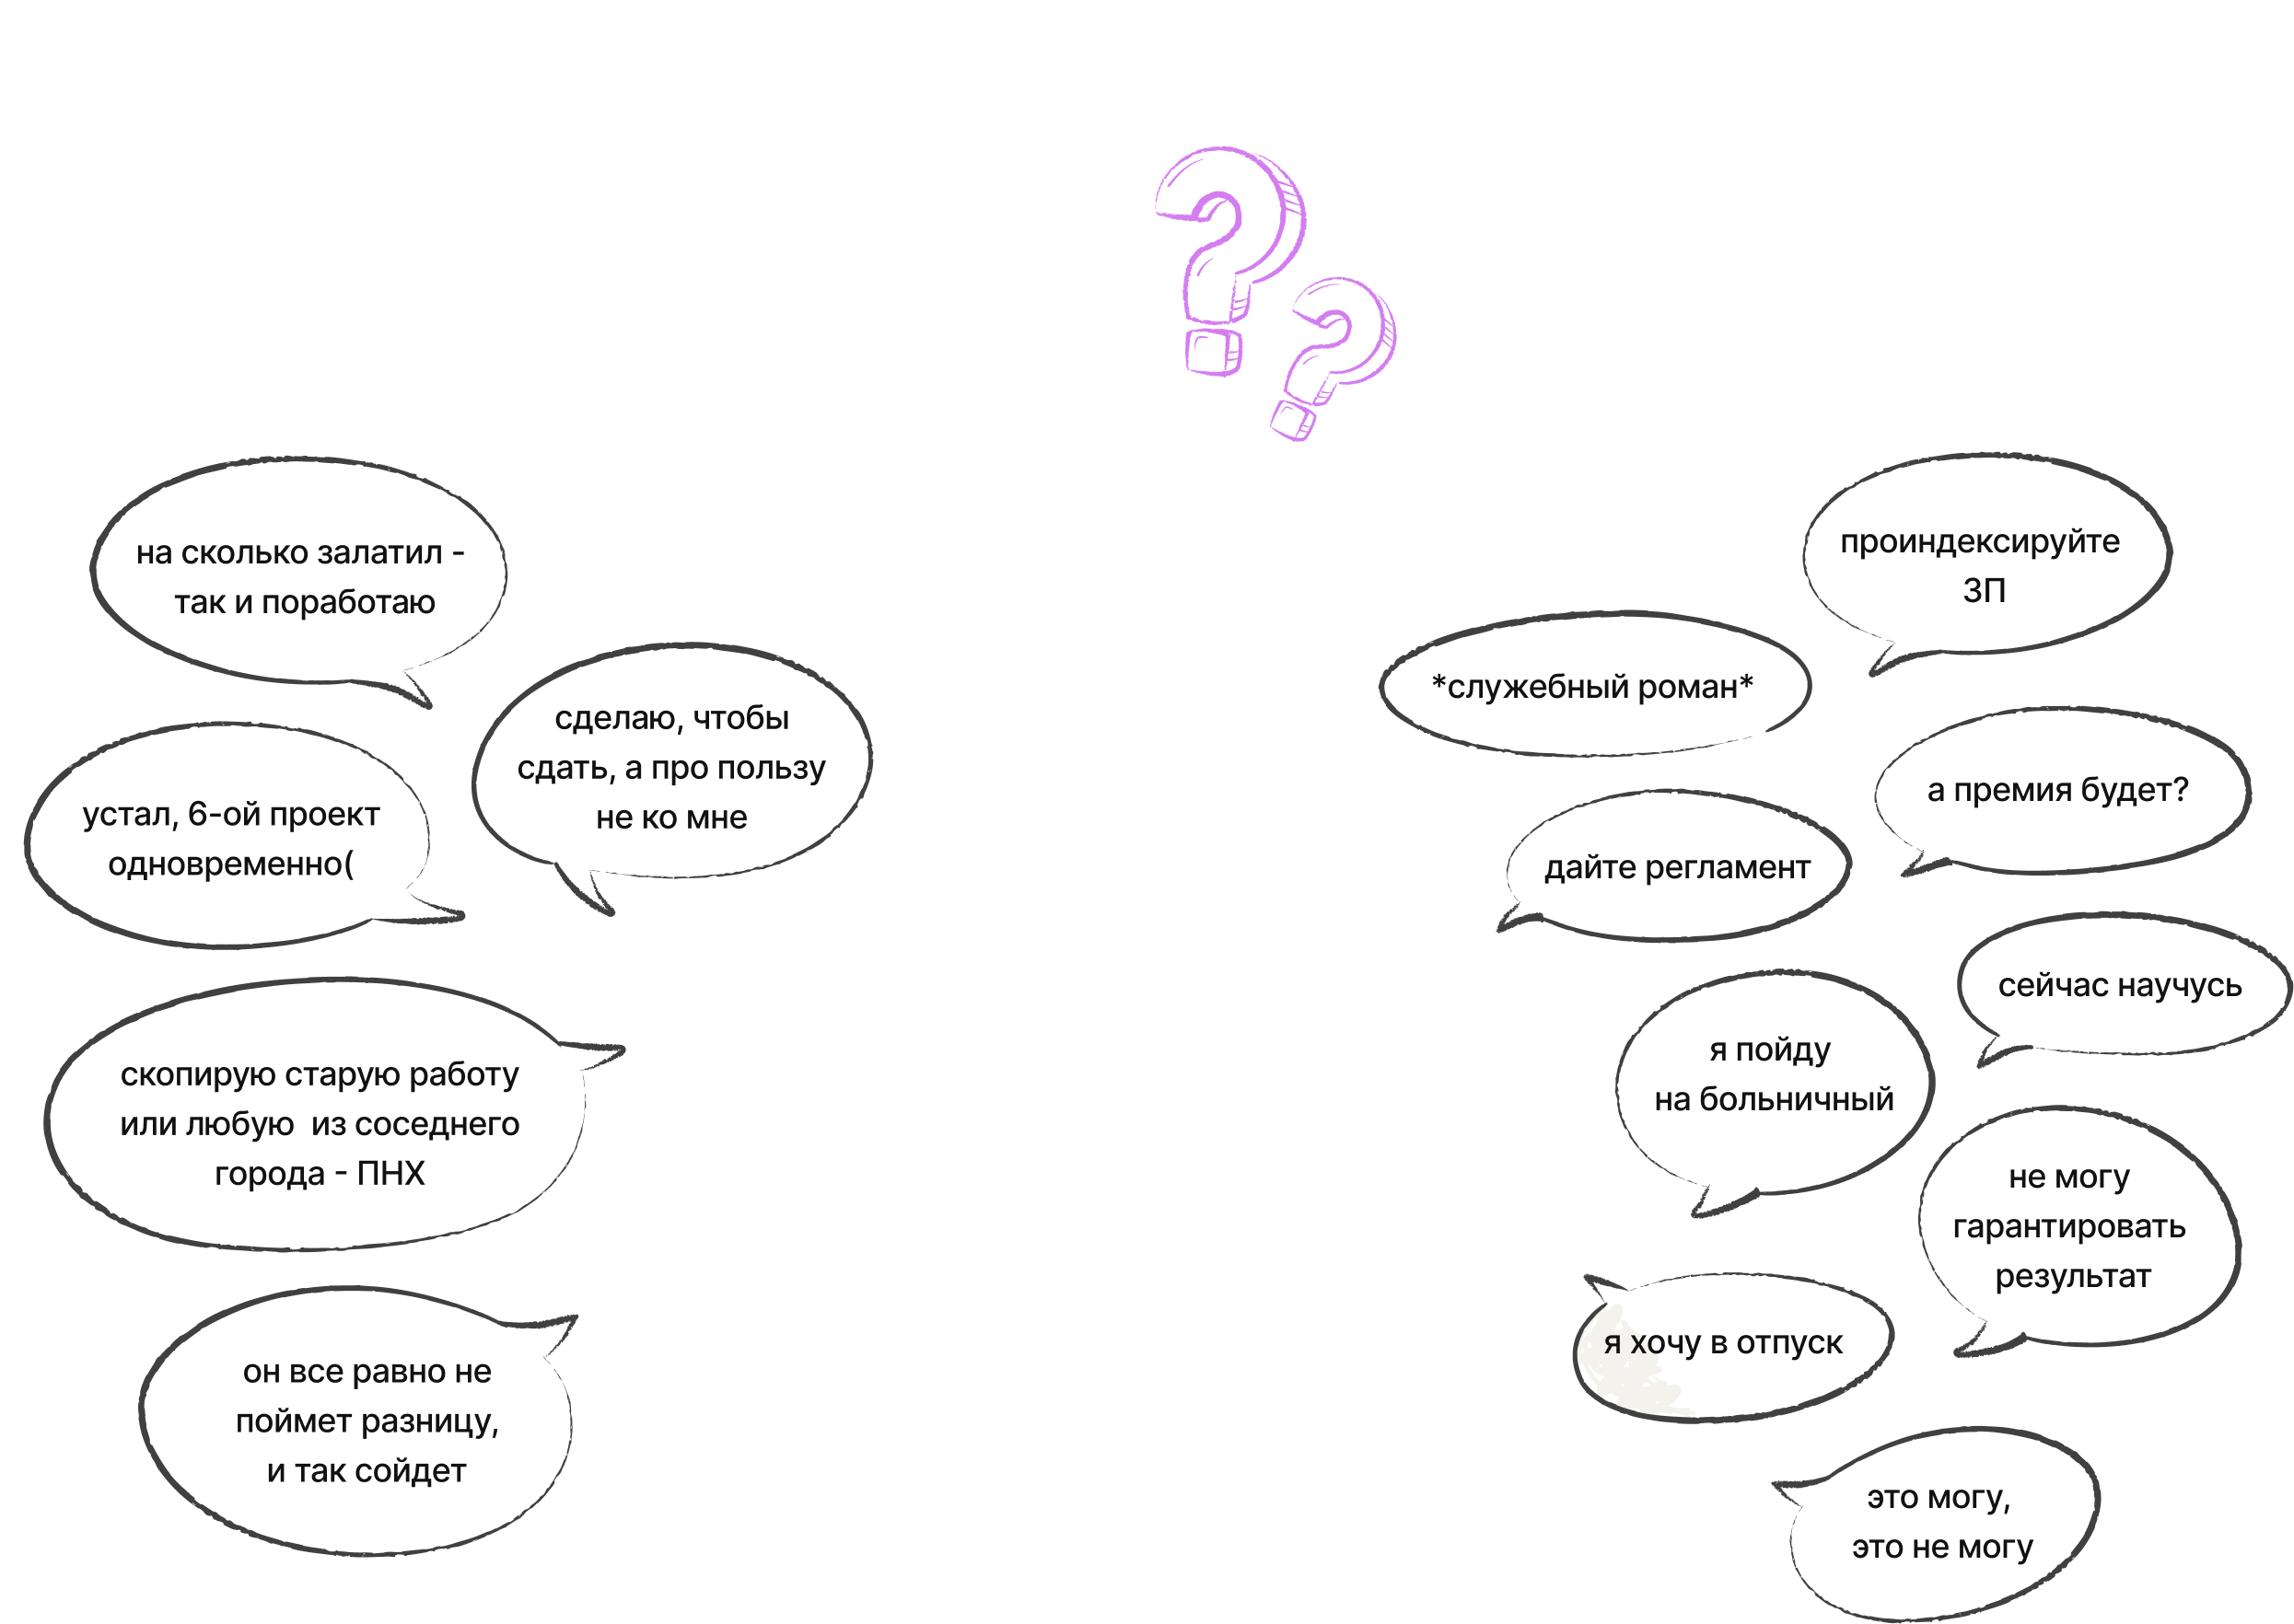 на сколько залатил -
так и поработаю
сделаю, чтобы
сдать, а про пользу
не ко мне
устал, 6-ой проект
одновременно(
скопирую старую работу
или любую  из соседнего
города - ПНХ
он все равно не
поймет разницу,
и так сойдет
проиндексируйте
ЗП
*служебный роман*
а премия будет?
дайте регламент
сейчас научусь
я пойду
на больничный
не могу
гарантировать
результат
я хочу в отпуск
это могу,
это не могу